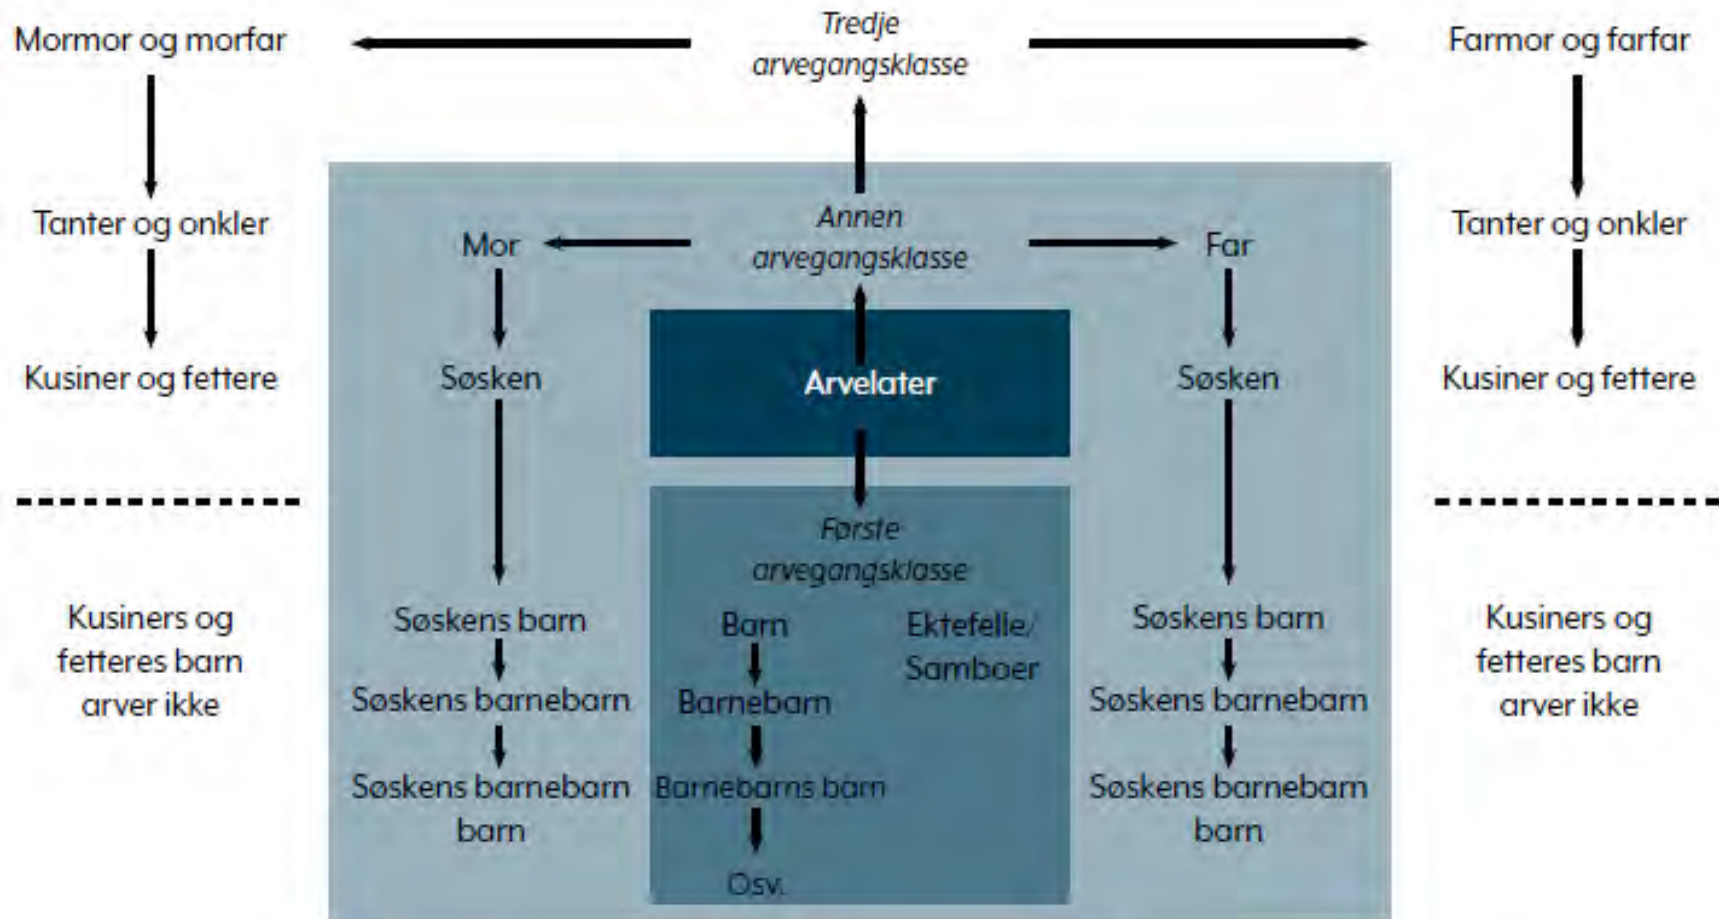 Tredje
arvegangsklasse
Mormor og morfar
Farmor og farfar
Tanter og onkler
Tanter og onkler
Annen
arvegangsklasse
Mor
Far
Kusiner og fettere
Søsken
Arvelater
Søsken
Kusiner og fettere
Første
arvegangsklasse
Kusiners og
fetteres barn
arver ikke
Søskens barn
Søskens barnebarn
Søskens barnebarn
barn
Barn
Barnebarn
Barnebarns barn
Osv.
Ektefelle/
Samboer
Søskens barn
Søskens barnebarn
Søskens barnebarn
barn
Kusiners og
fetteres barn
arver ikke